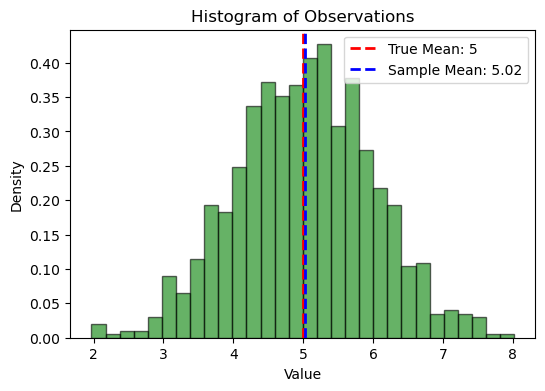 Histogram of Observations
True Mean: 5
Sample Mean: 5.02
Density
0.40
0.35
0.30
0.25
0.20
0.15
0.10
0.05
0.00
2 3 4 5 6 7 8
Value